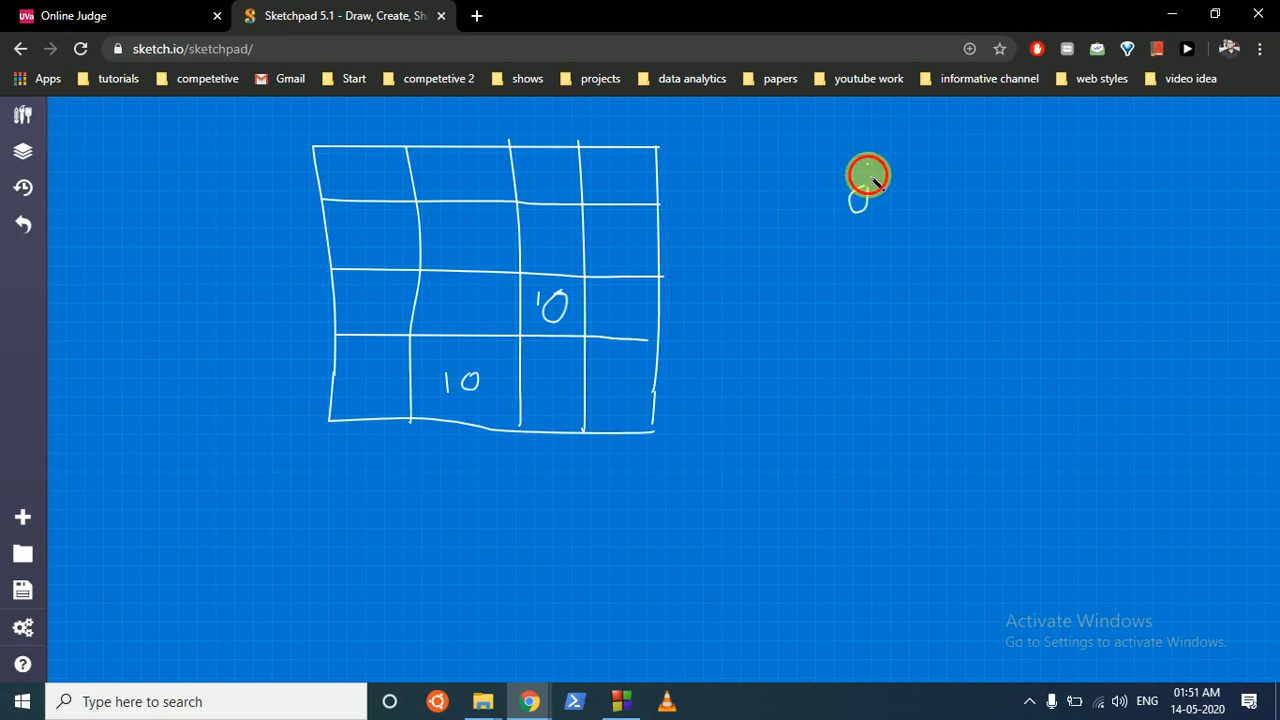 UVa Online Judge Sketchpad 5.1 - Draw, Create, Sha
sketch.io/sketchpad/
Apps tutorials competetive Gmail Start competetive 2 shows projects data analytics papers youtube work informative channel web styles video idea
10
10
Activate Windows
Go to Settings to activate Windows.
Type here to search ENG 01:51 AM
14-05-2020